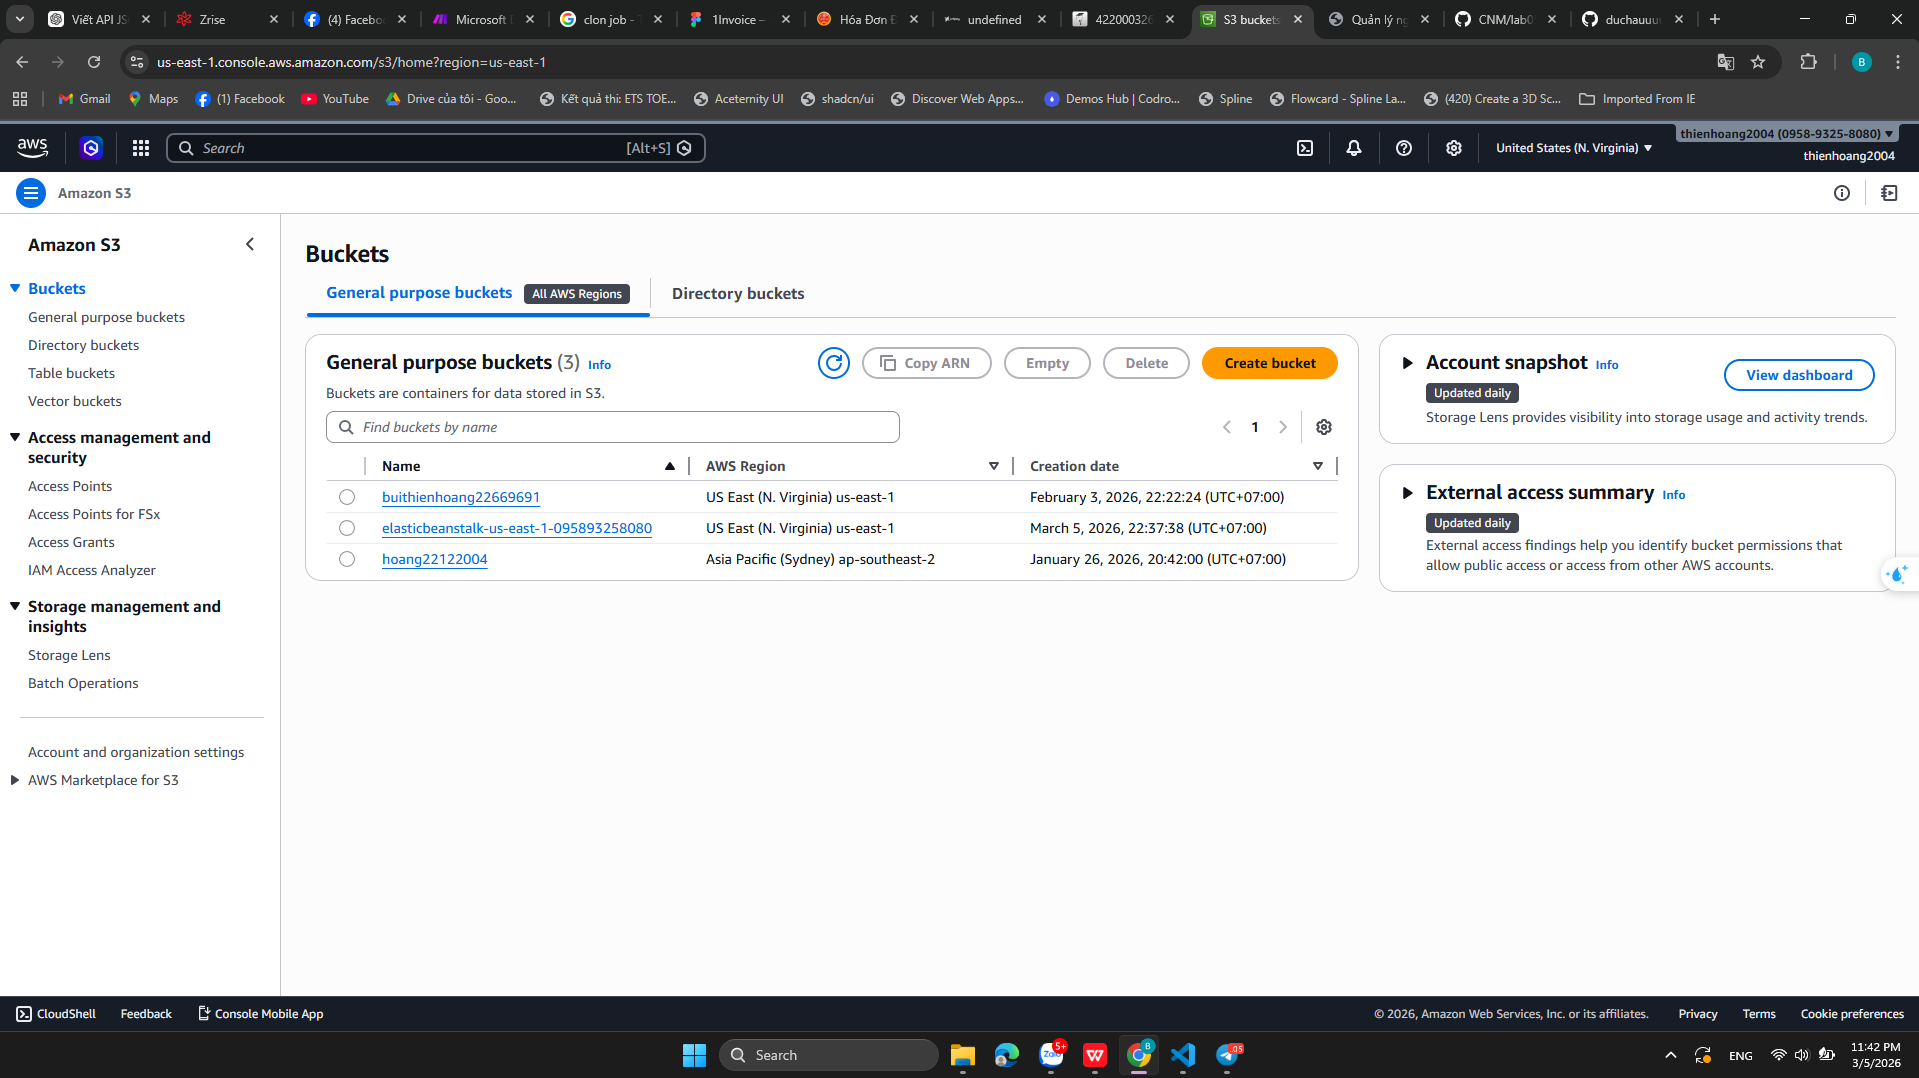 Viết API JS
Zrise
(4) Facebo
Microsoft
clon job - T
1Invoice –
Hóa Đơn
undefined
422000326
S3 buckets
Quản lý ng
CNM/lab0
duchauuu
us-east-1.console.aws.amazon.com/s3/home?region=us-east-1
B
Gmail
Maps
(1) Facebook
YouTube
Drive của tôi - Goo...
Kết quả thi: ETS TOE...
Aceternity UI
shadcn/ui
Discover Web Apps...
Demos Hub | Codro...
Spline
Flowcard - Spline La...
(420) Create a 3D Sc...
Imported From IE
aws
Search
[Alt+S]
United States (N. Virginia)
thienhoang2004 (0958-9325-8080)
thienhoang2004
Amazon S3
Amazon S3
Buckets
General purpose buckets
Directory buckets
Table buckets
Vector buckets
Access management and
security
Access Points
Access Points for FSx
Access Grants
IAM Access Analyzer
Storage management and
insights
Storage Lens
Batch Operations
Account and organization settings
AWS Marketplace for S3
Buckets
General purpose buckets
All AWS Regions
Directory buckets
General purpose buckets (3) Info
Copy ARN
Empty
Delete
Create bucket
Buckets are containers for data stored in S3.
Find buckets by name
1
Name
AWS Region
Creation date
buithienhoang22669691
US East (N. Virginia) us-east-1
February 3, 2026, 22:22:24 (UTC+07:00)
elasticbeanstalk-us-east-1-095893258080
US East (N. Virginia) us-east-1
March 5, 2026, 22:37:38 (UTC+07:00)
hoang22122004
Asia Pacific (Sydney) ap-southeast-2
January 26, 2026, 20:42:00 (UTC+07:00)
Account snapshot Info
View dashboard
Updated daily
Storage Lens provides visibility into storage usage and activity trends.
External access summary Info
Updated daily
External access findings help you identify bucket permissions that
allow public access or access from other AWS accounts.
CloudShell
Feedback
Console Mobile App
© 2026, Amazon Web Services, Inc. or its affiliates.
Privacy
Terms
Cookie preferences
Search
Zalo
5+
B
ENG
11:42 PM
3/5/2026